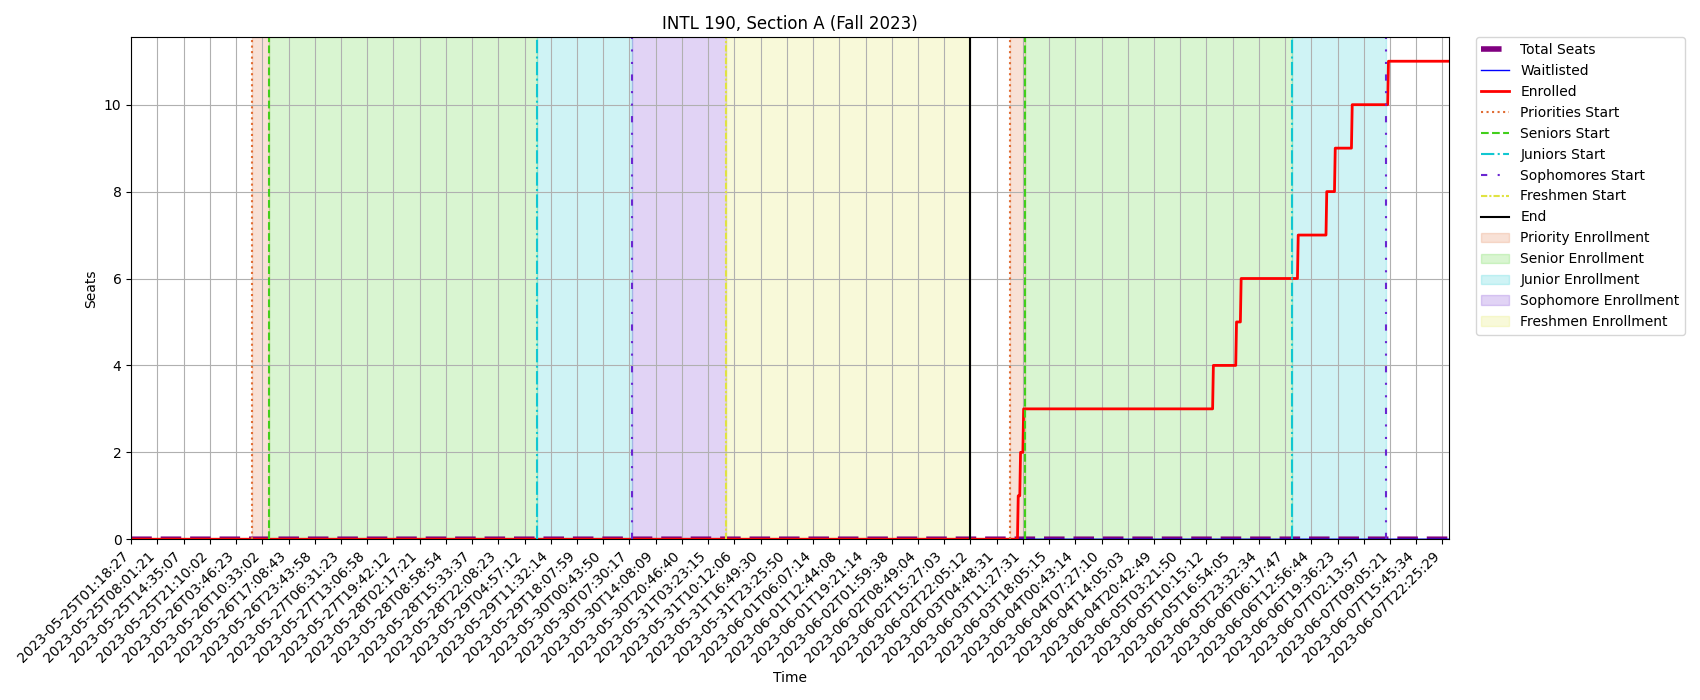 INTL 190, Section A (Fall 2023)
Seats
10
8
6
4
2
0
2023-05-25T01:18:27
2023-05-25T08:01:21
2023-05-25T14:35:07
2023-05-25T21:10:02
2023-05-26T03:46:23
2023-05-26T10:33:02
2023-05-26T17:08:43
2023-05-26T23:43:58
2023-05-27T06:31:23
2023-05-27T13:06:58
2023-05-27T19:42:12
2023-05-28T02:17:21
2023-05-28T08:58:54
2023-05-28T15:33:37
2023-05-28T22:08:23
2023-05-29T04:57:12
2023-05-29T11:32:14
2023-05-29T18:07:59
2023-05-30T00:43:50
2023-05-30T07:30:17
2023-05-30T14:08:09
2023-05-30T20:46:40
2023-05-31T03:23:15
2023-05-31T10:12:06
2023-05-31T16:49:30
2023-05-31T23:25:50
2023-06-01T06:07:14
2023-06-01T12:44:08
2023-06-01T19:21:14
2023-06-02T01:59:38
2023-06-02T08:49:04
2023-06-02T15:27:03
2023-06-02T22:05:12
2023-06-03T04:48:31
2023-06-03T11:27:31
2023-06-03T18:05:15
2023-06-04T00:43:14
2023-06-04T07:27:10
2023-06-04T14:05:03
2023-06-04T20:42:49
2023-06-05T03:21:50
2023-06-05T10:15:12
2023-06-05T16:54:05
2023-06-05T23:32:34
2023-06-06T06:17:47
2023-06-06T12:56:44
2023-06-06T19:36:23
2023-06-07T02:13:57
2023-06-07T09:05:21
2023-06-07T15:45:34
2023-06-07T22:25:29
Time
Total Seats
Waitlisted
Enrolled
Priorities Start
Seniors Start
Juniors Start
Sophomores Start
Freshmen Start
End
Priority Enrollment
Senior Enrollment
Junior Enrollment
Sophomore Enrollment
Freshmen Enrollment